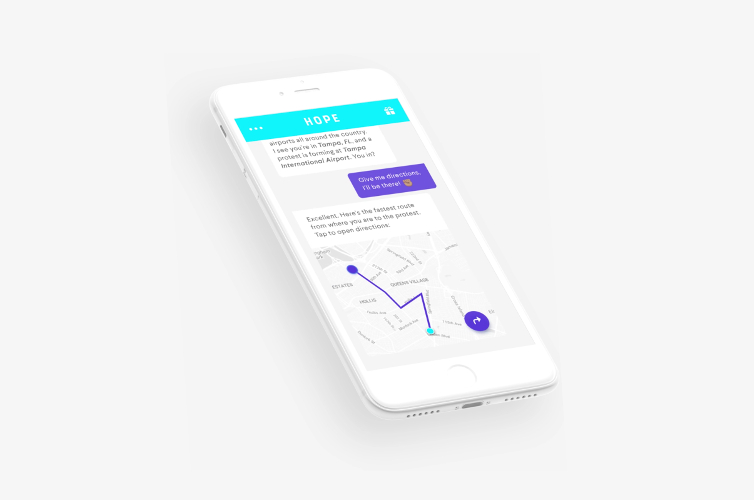 HOPE
airports all around the country.
I see you're in Tampa, FL, and a
protest is forming at Tampa
International Airport. You in?
Give me directions,
I'll be there! ✊🏽
Excellent. Here's the fastest route
from where you are to the protest.
Tap to open directions:
QUEENS VILLAGE
ESTATES
HOLLIS